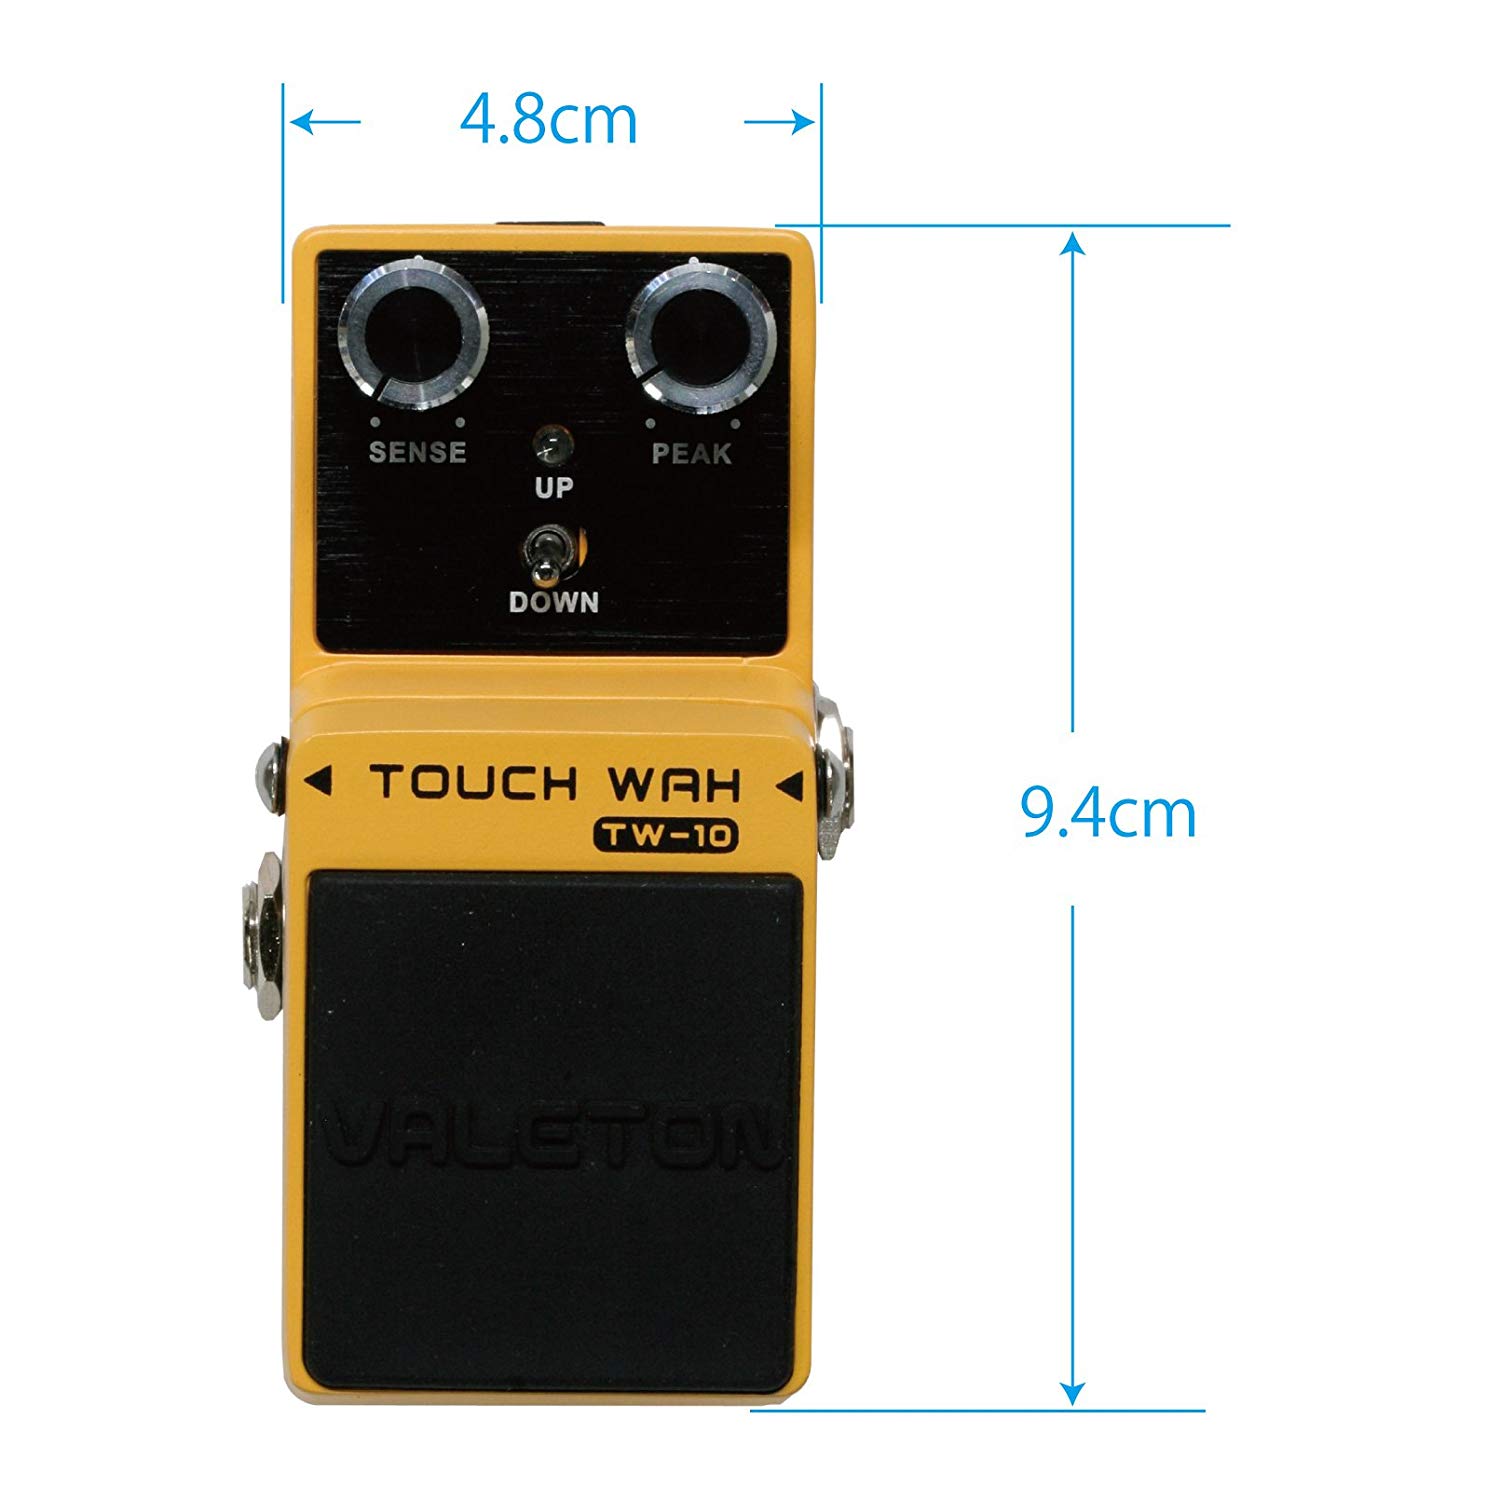 4.8cm
SENSE
PEAK
UP
DOWN
9.4cm
TOUCH WAH
TW-10
VALETON